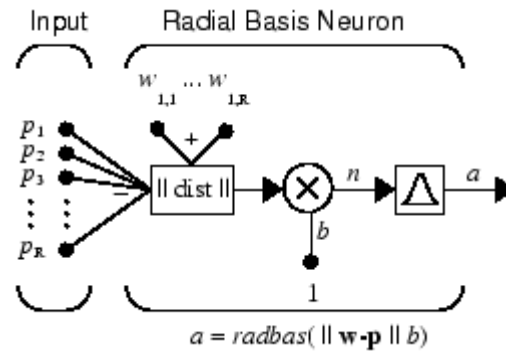 Input Radial Basis Neuron
w1,1 ... w1,R
+
p1
p2
p3
pR
–
|| dist ||
n
a
b
1
a = radbas( || w-p || b)